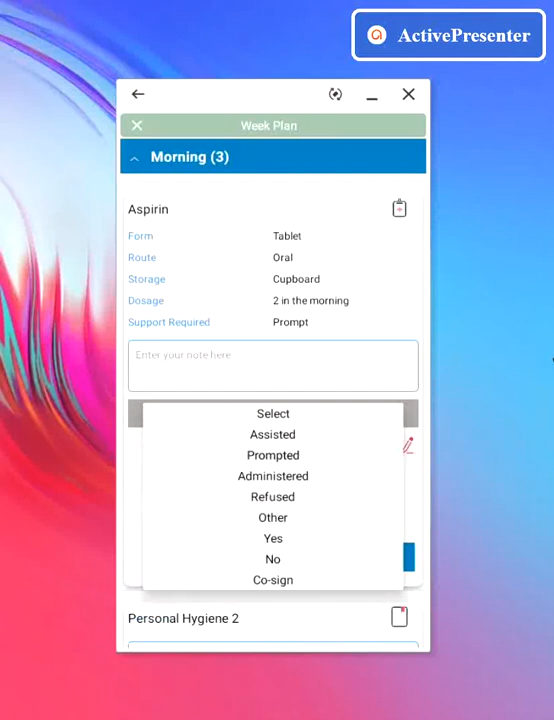 ActivePresenter
Week Plan
Morning (3)
Aspirin
Form Tablet
Route Oral
Storage Cupboard
Dosage 2 in the morning
Support Required Prompt
Enter your note here
Select
Assisted
Prompted
Administered
Refused
Other
Yes
No
Co-sign
Personal Hygiene 2